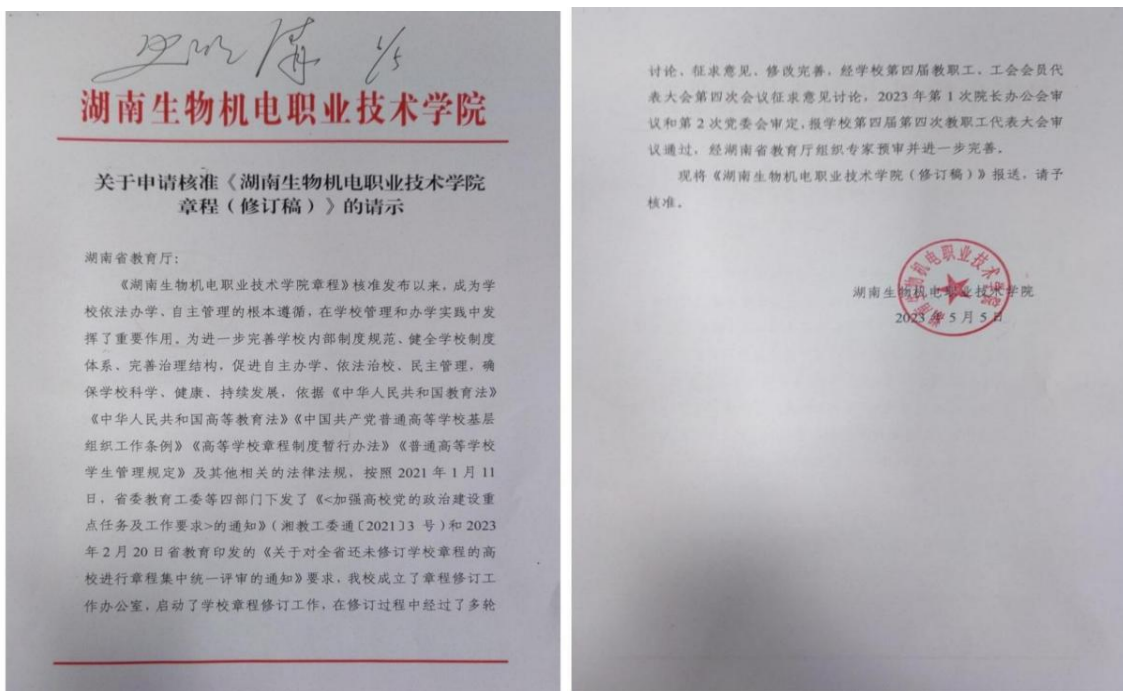 5/5
湖南生物机电职业技术学院
关于申请核准《湖南生物机电职业技术学院
章程（修订稿）》的请示
湖南省教育厅：
《湖南生物机电职业技术学院章程》核准发布以来，成为学
校依法办学、自主管理的根本遵循，在学校管理和办学实践中发
挥了重要作用。为进一步完善学校内部制度规范、健全学校制度
体系、完善治理结构，促进自主办学、依法治校、民主管理，确
保学校科学、健康、持续发展，依据《中华人民共和国教育法》
《中华人民共和国高等教育法》《中国共产党普通高等学校基层
组织工作条例》《高等学校章程制度暂行办法》《普通高等学校
学生管理规定》及其他相关的法律法规，按照 2021 年 1 月 11
日，省委教育工委等四部门下发了《<加强高校党的政治建设重
点任务及工作要求>的通知》（湘教工委通〔2021〕3 号）和 2023
年 2 月 20 日省教育印发的《关于对全省还未修订学校章程的高
校进行章程集中统一评审的通知》要求，我校成立了章程修订工
作办公室，启动了学校章程修订工作，在修订过程中经过了多轮
讨论、征求意见、修改完善，经学校第四届教职工、工会会员代
表大会第四次会议征求意见讨论，2023 年第 1 次院长办公会审
议和第 2 次党委会审定，报学校第四届第四次教职工代表大会审
议通过，经湖南省教育厅组织专家预审并进一步完善。
现将《湖南生物机电职业技术学院（修订稿）》报送，请予
核准。
湖南生物机电职业技术学院
湖南生物机电职业技术学院
2023 年 5 月 5 日